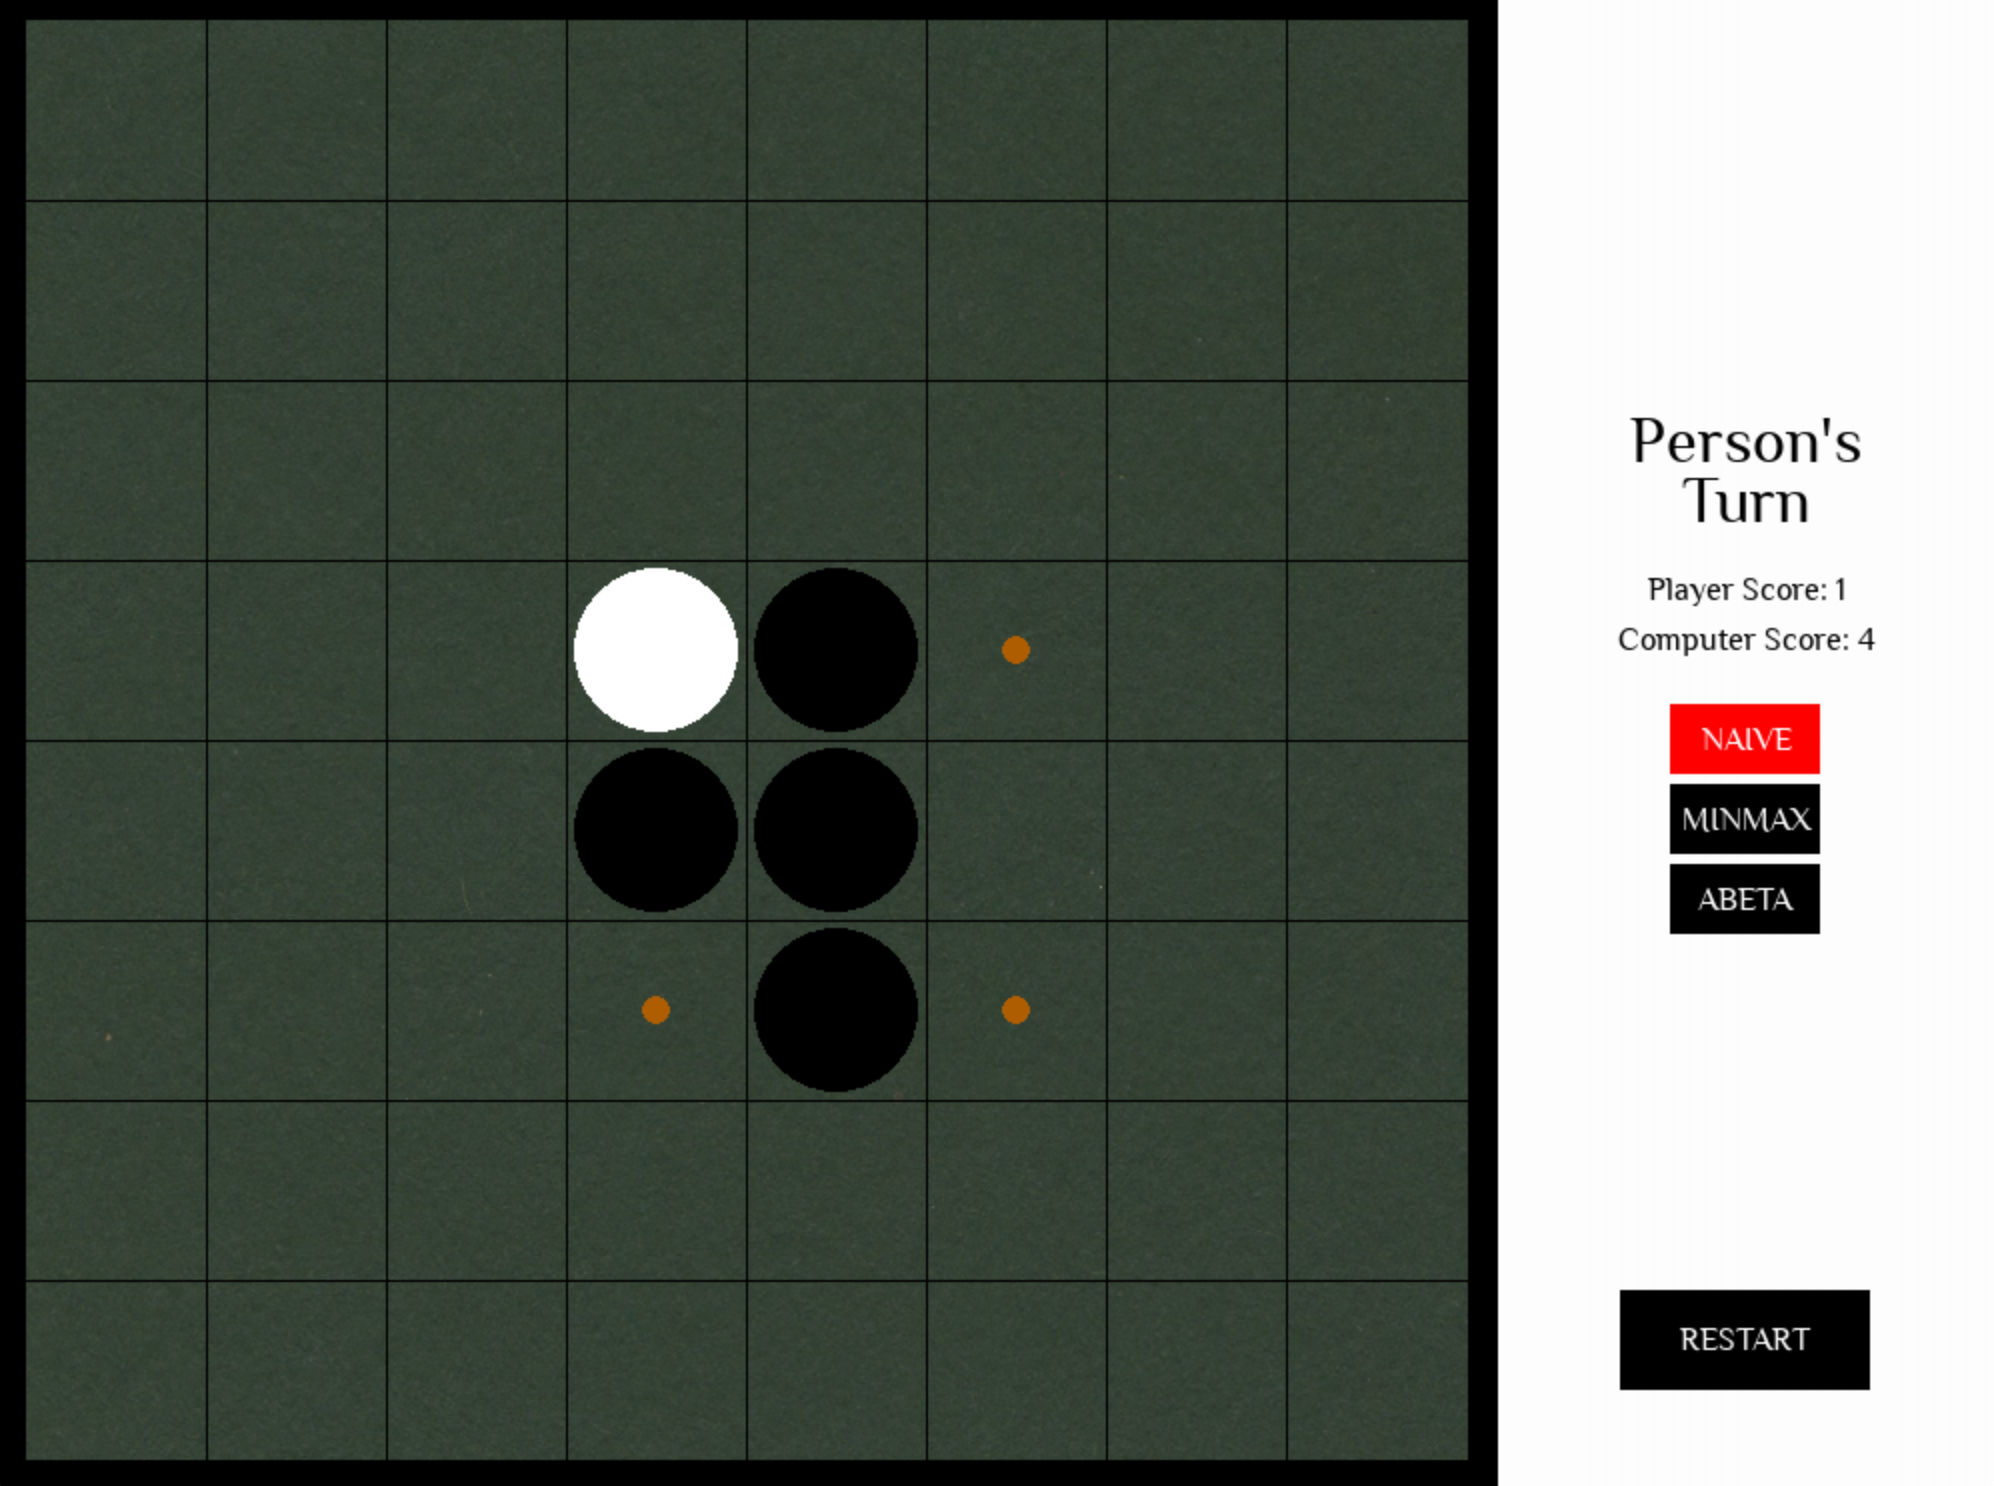 Person's
Turn
Player Score: 1
Computer Score: 4
NAIVE
MINMAX
ABETA
RESTART